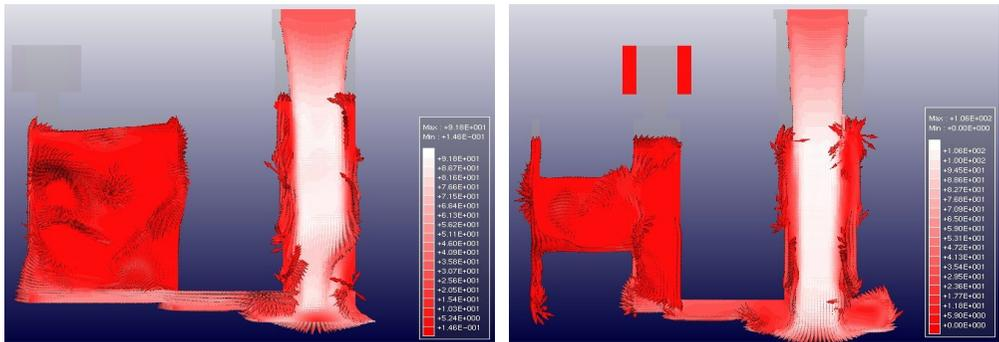 Max : +9.18E+001
Min : +1.46E-001
+9.18E+001
+8.67E+001
+8.16E+001
+7.66E+001
+7.15E+001
+6.64E+001
+6.13E+001
+5.62E+001
+5.11E+001
+4.60E+001
+4.09E+001
+3.58E+001
+3.07E+001
+2.56E+001
+2.05E+001
+1.54E+001
+1.03E+001
+5.24E+000
+1.46E-001
Max : +1.06E+002
Min : +0.00E+000
+1.06E+002
+1.00E+002
+9.45E+001
+8.86E+001
+8.27E+001
+7.68E+001
+7.09E+001
+6.50E+001
+5.90E+001
+5.31E+001
+4.72E+001
+4.13E+001
+3.54E+001
+2.95E+001
+2.36E+001
+1.77E+001
+1.18E+001
+5.90E+000
+0.00E+000